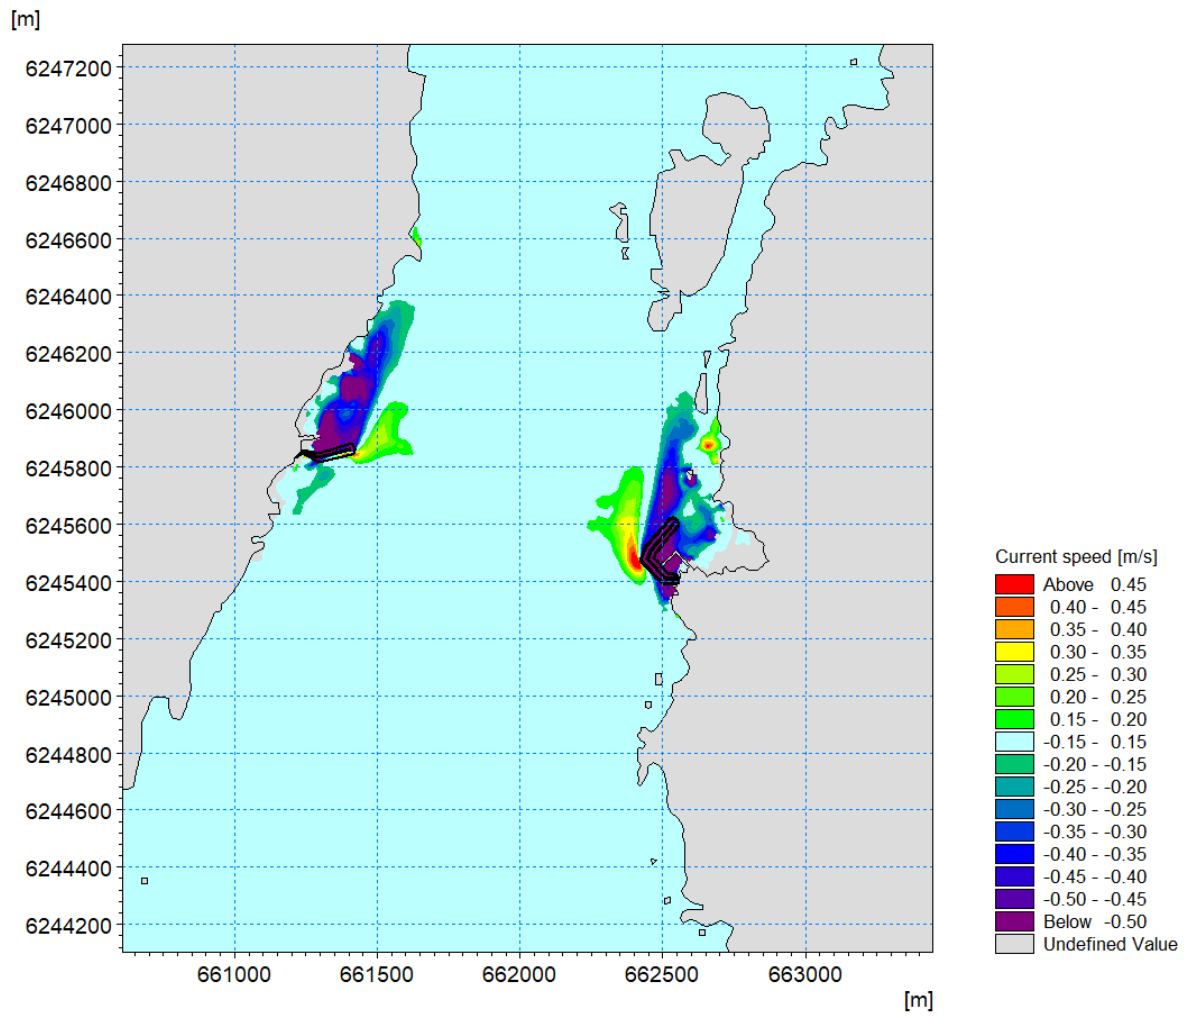 [m]
6247200
6247000
6246800
6246600
6246400
6246200
6246000
6245800
6245600
6245400
6245200
6245000
6244800
6244600
6244400
6244200
661000 661500 662000 662500 663000
[m]
Current speed [m/s]
Above 0.45
0.40 - 0.45
0.35 - 0.40
0.30 - 0.35
0.25 - 0.30
0.20 - 0.25
0.15 - 0.20
-0.15 - 0.15
-0.20 - -0.15
-0.25 - -0.20
-0.30 - -0.25
-0.35 - -0.30
-0.40 - -0.35
-0.45 - -0.40
-0.50 - -0.45
Below -0.50
Undefined Value